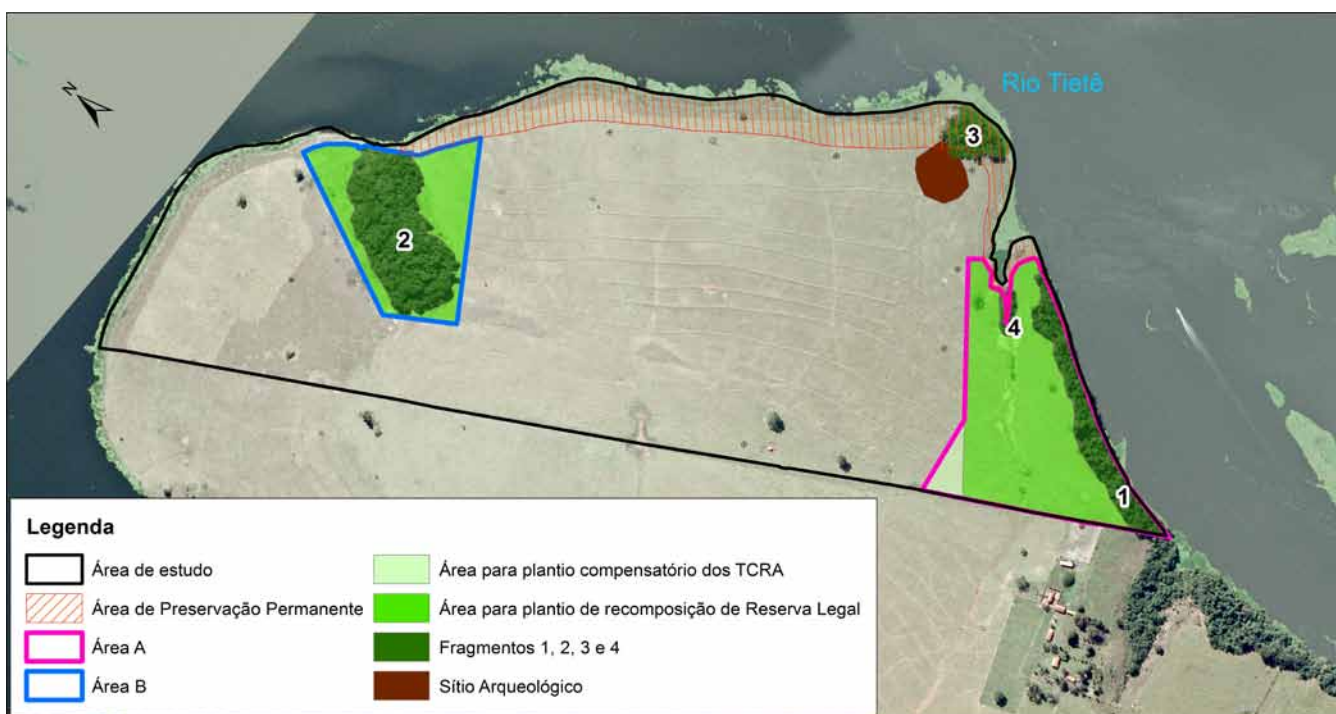 N
Rio Tietê
3
2
4
1
Legenda
Área de estudo
Área de Preservação Permanente
Área A
Área B
Área para plantio compensatório dos TCRA
Área para plantio de recomposição de Reserva Legal
Fragmentos 1, 2, 3 e 4
Sítio Arqueológico